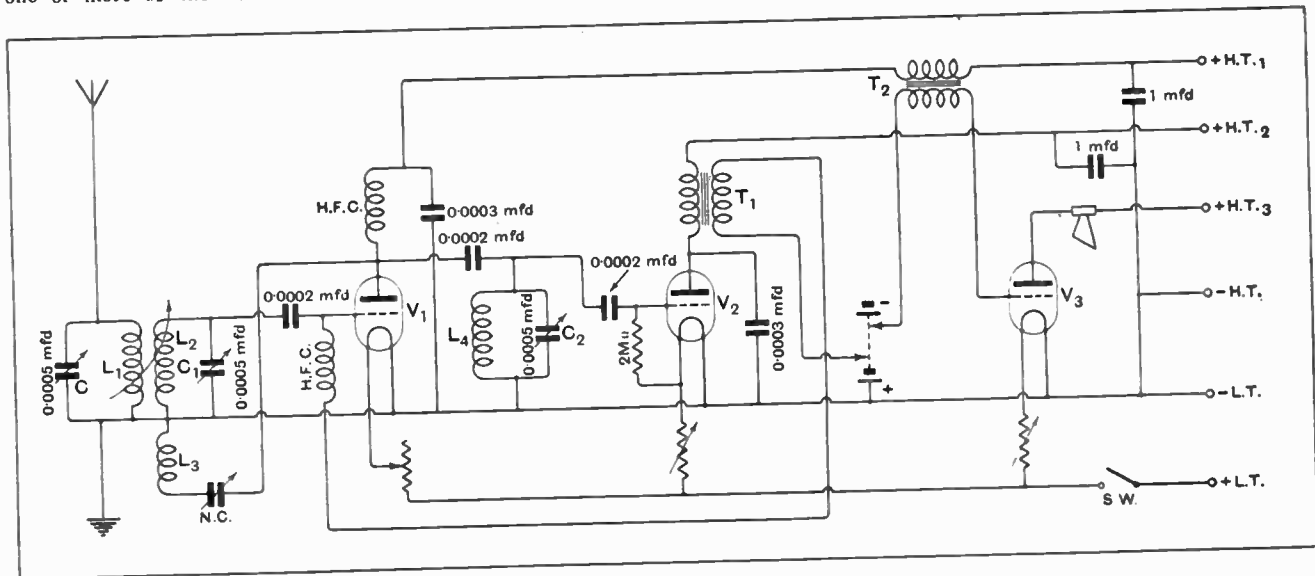 T₂
+H.T.₁
1 mfd
+H.T.₂
1 mfd
H.F.C.
0·0003 mfd
T₁
+H.T.₃
0·0002 mfd
0·0002 mfd
0·0002 mfd
V₁
V₂
V₃
-
-H.T.
0·0005 mfd
C
L₁
L₂
C₁
0·0005 mfd
H.F.C.
L₄
0·0005 mfd
C₂
2MΩ
0·0003 mfd
+
-L.T.
L₃
N.C.
S.W.
+L.T.